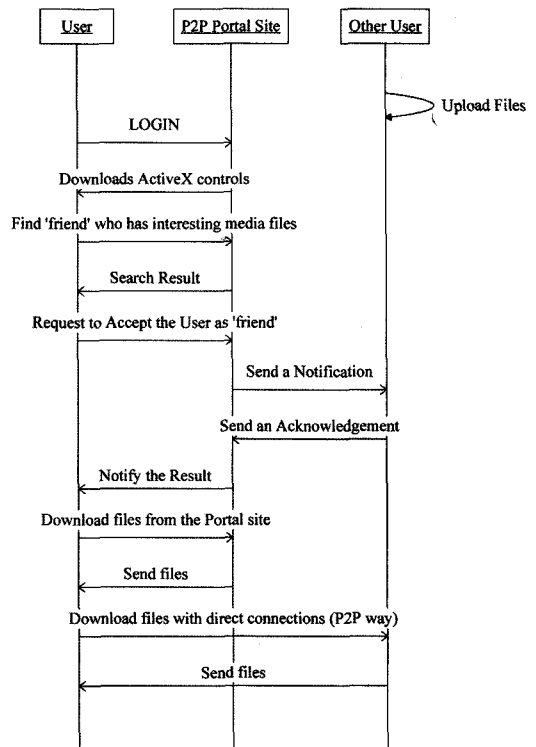 User
P2P Portal Site
Other User
Upload Files
LOGIN
Downloads ActiveX controls
Find 'friend' who has interesting media files
Search Result
Request to Accept the User as 'friend'
Send a Notification
Send an Acknowledgement
Notify the Result
Download files from the Portal site
Send files
Download files with direct connections (P2P way)
Send files